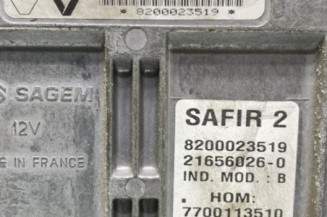 *8200023519*
SAGEM
12V
IN FRANCE
SAFIR 2
8200023519
21656026-0
IND. MOD. : B
HOM:
7700113510